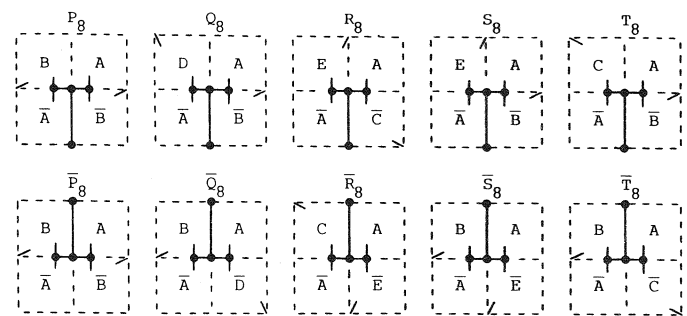 P₈ Q₈ R₈ S₈ T₈
B A D A E A E A C A
A̅ B̅ A̅ B̅ A̅ C̅ A̅ B̅ A̅ B̅
P̅₈ Q̅₈ R̅₈ S̅₈ T̅₈
B A B A C A B A B A
A̅ B̅ A̅ D̅ A̅ E̅ A̅ E̅ A̅ C̅